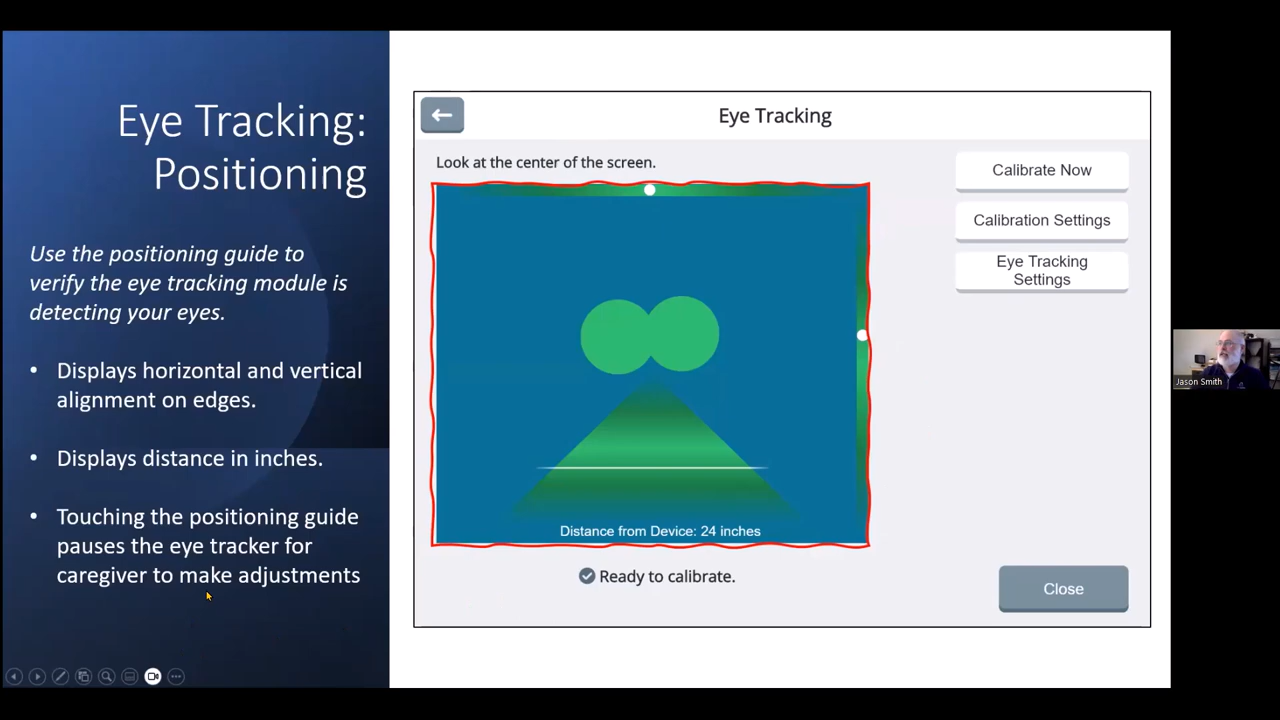 Eye Tracking:
Positioning
Use the positioning guide to
verify the eye tracking module is
detecting your eyes.
• Displays horizontal and vertical
alignment on edges.
• Displays distance in inches.
• Touching the positioning guide
pauses the eye tracker for
caregiver to make adjustments
Eye Tracking
Look at the center of the screen.
Distance from Device: 24 inches
Ready to calibrate.
Calibrate Now
Calibration Settings
Eye Tracking
Settings
Close
Jason Smith